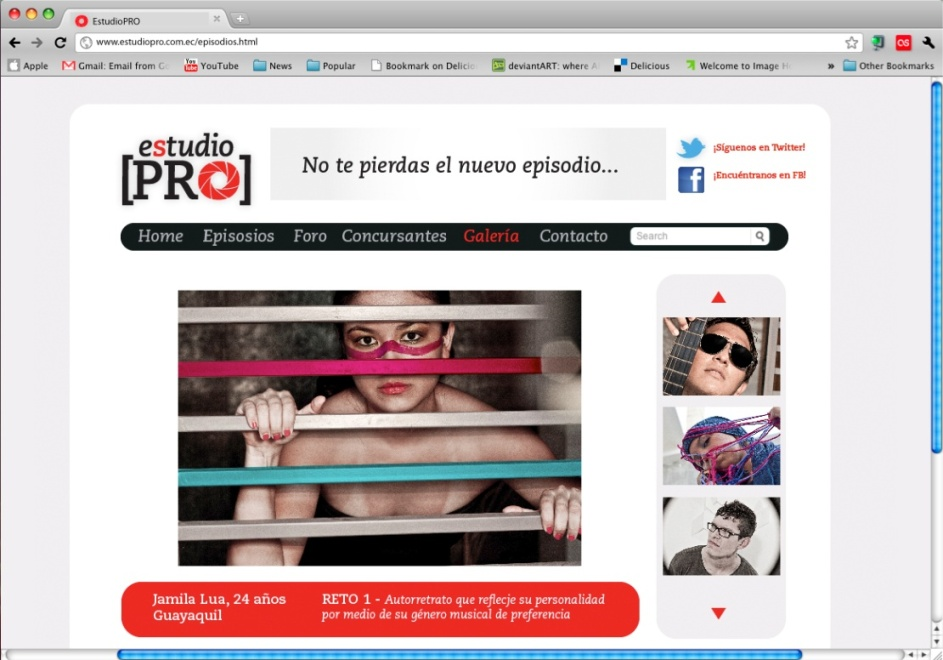 EstudioPRO
www.estudiopro.com.ec/episodios.html
Apple
Gmail: Email from Go
YouTube
News
Popular
Bookmark on Delicio
deviantART: where A
Delicious
Welcome to Image H
»
Other Bookmarks
estudio
[PRO]
No te pierdas el nuevo episodio...
¡Síguenos en Twitter!
¡Encuéntranos en FB!
Home
Episosios
Foro
Concursantes
Galería
Contacto
Search
Jamila Lua, 24 años
Guayaquíl
RETO 1 - Autorretrato que reflecje su personalidad
por medio de su género musical de preferencia